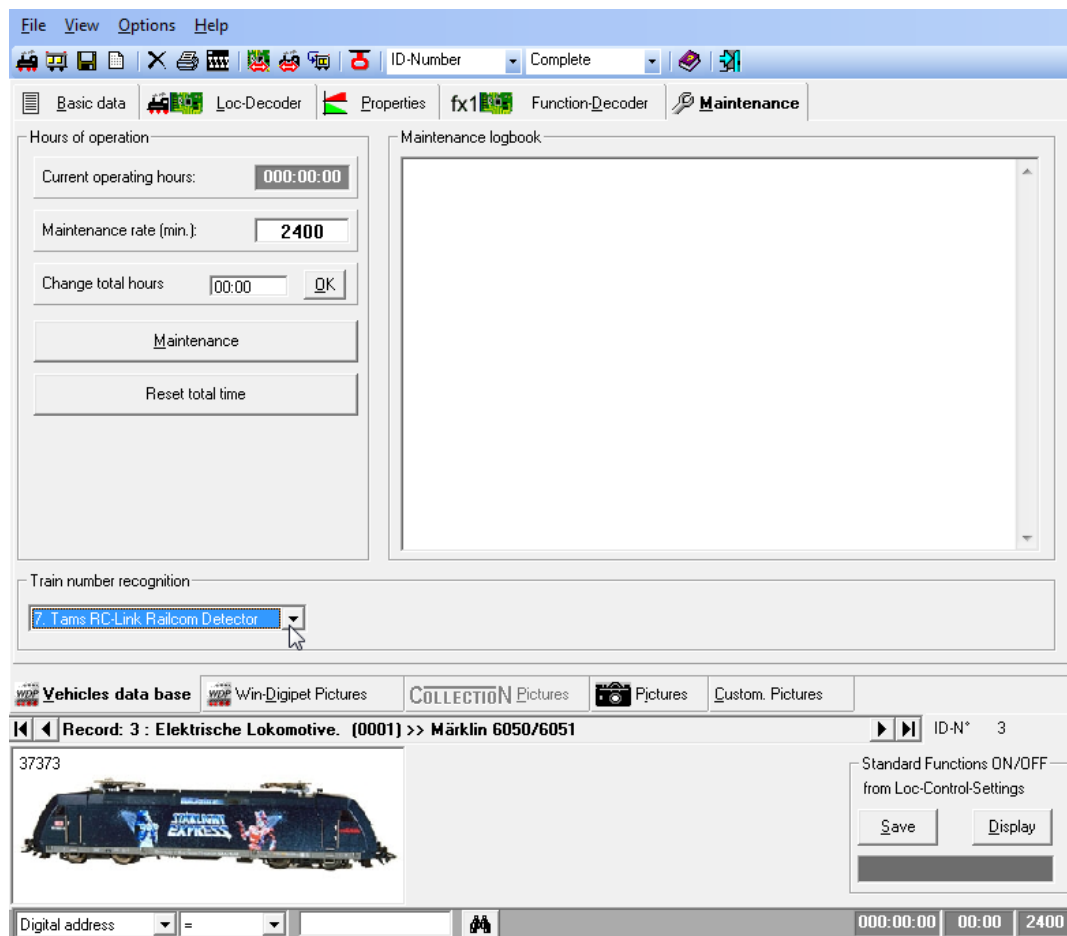 File View Options Help
ID-Number Complete
Basic data Loc-Decoder Properties fx1 Function-Decoder Maintenance
Hours of operation
Current operating hours: 000:00:00
Maintenance rate (min.): 2400
Change total hours 00:00 OK
Maintenance
Reset total time
Maintenance logbook
Train number recognition
7. Tams RC-Link Railcom Detector
WDP Vehicles data base WDP Win-Digipet Pictures COLLECTION Pictures Pictures Custom. Pictures
Record: 3 : Elektrische Lokomotive. (0001) >> Märklin 6050/6051 ID-N° 3
37373
STARLIGHT
EXPRESS
Standard Functions ON/OFF
from Loc-Control-Settings
Save Display
Digital address = 000:00:00 00:00 2400